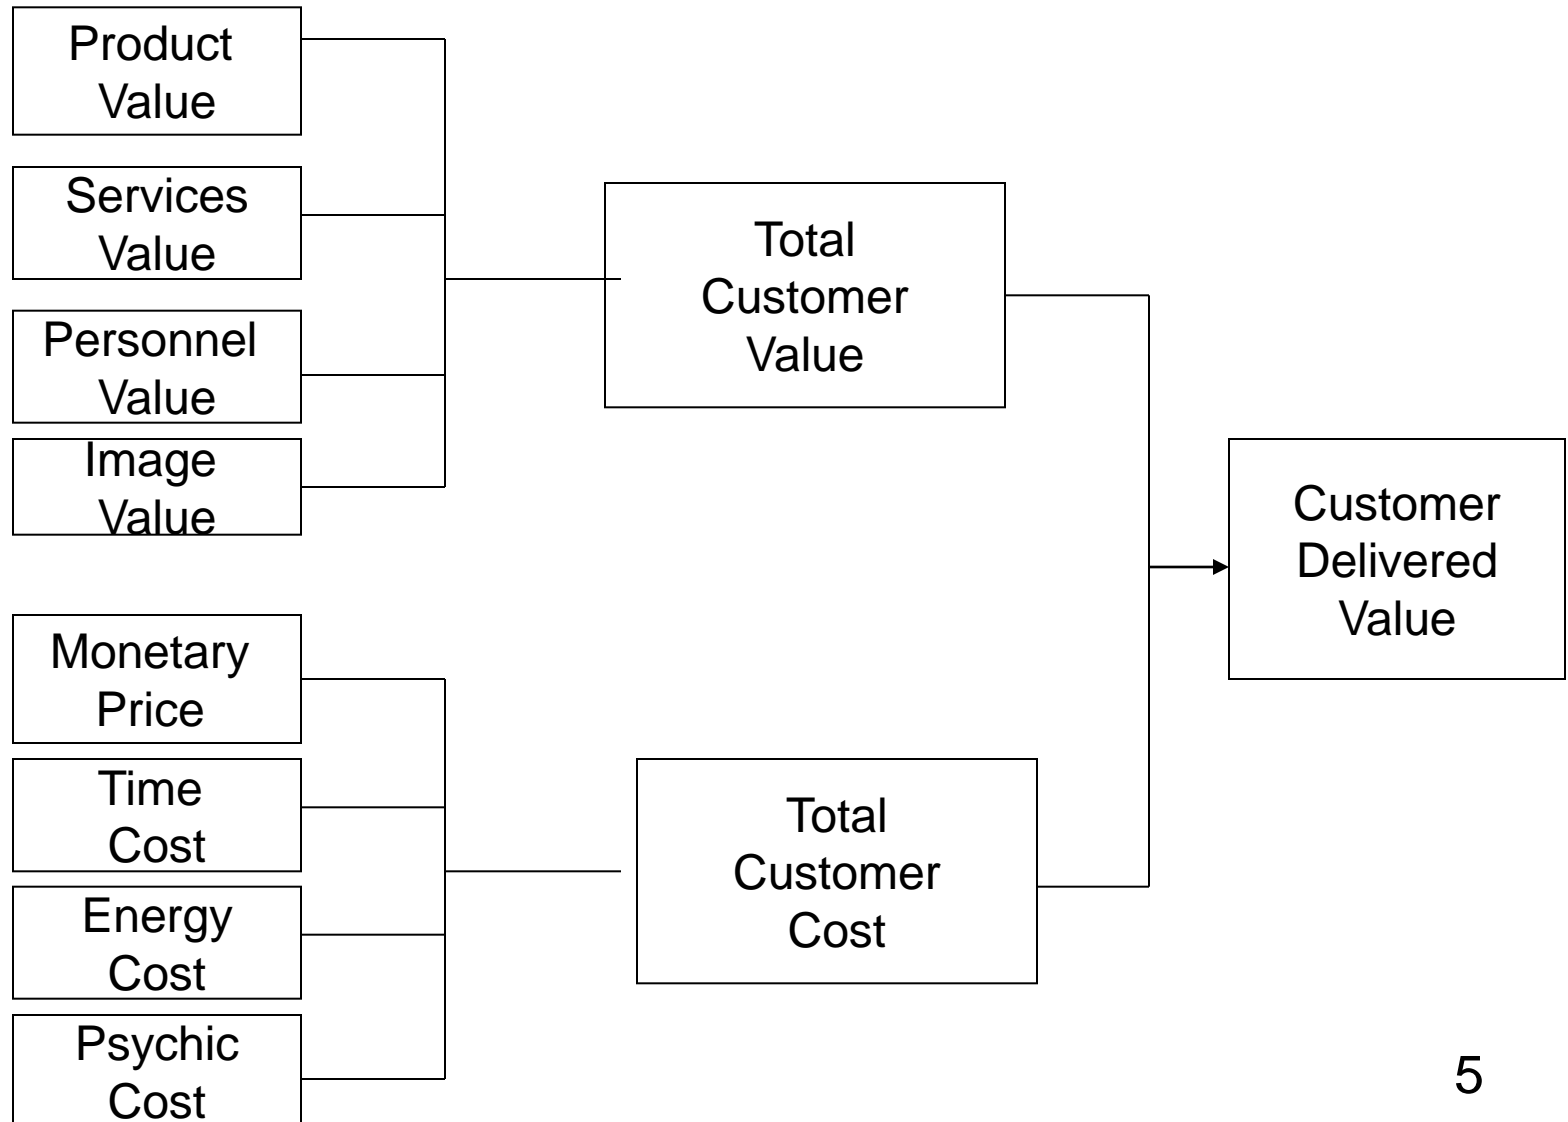 Product
Value
Services
Value
Personnel
Value
Image
Value
Total
Customer
Value
Monetary
Price
Time
Cost
Energy
Cost
Psychic
Cost
Total
Customer
Cost
Customer
Delivered
Value
5